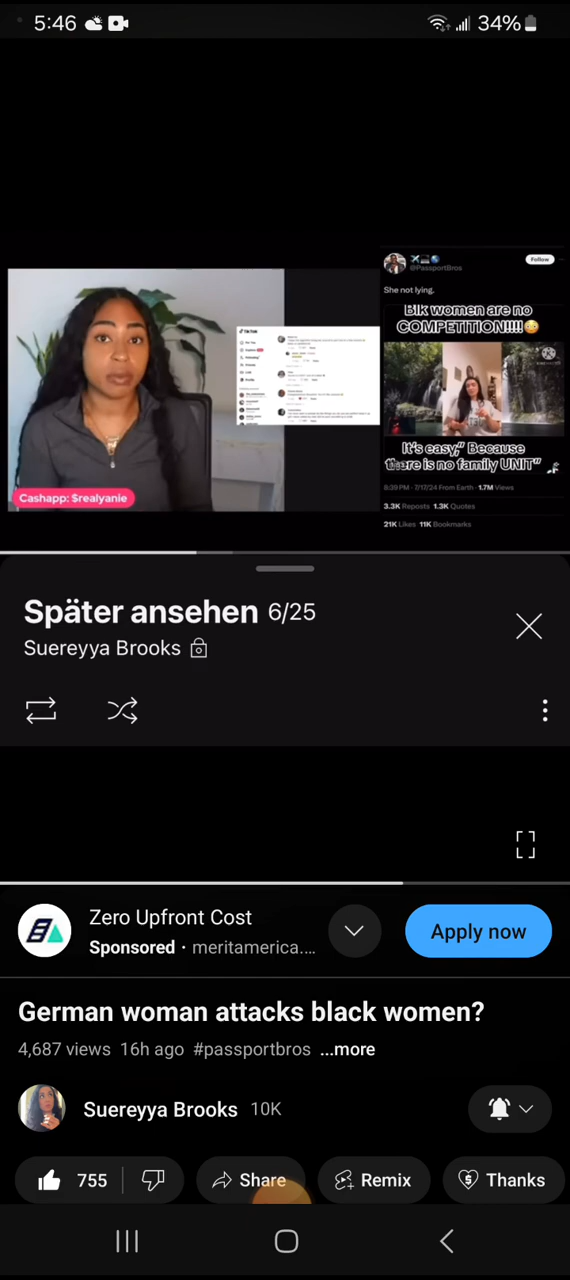 5:46
34%
@PassportBros
Follow
She not lying.
Blk women are no
COMPETITION!!!!
It's easy," Because
there is no family UNIT"
8:39 PM · 7/17/24 From Earth · 1.7M Views
3.3K Reposts 1.3K Quotes
21K Likes 11K Bookmarks
TikTok
Cashapp: $realyanie
Später ansehen 6/25
Suereyya Brooks
Zero Upfront Cost
Sponsored · meritamerica....
Apply now
German woman attacks black women?
4,687 views 16h ago #passportbros ...more
Suereyya Brooks 10K
755
Share
Remix
Thanks